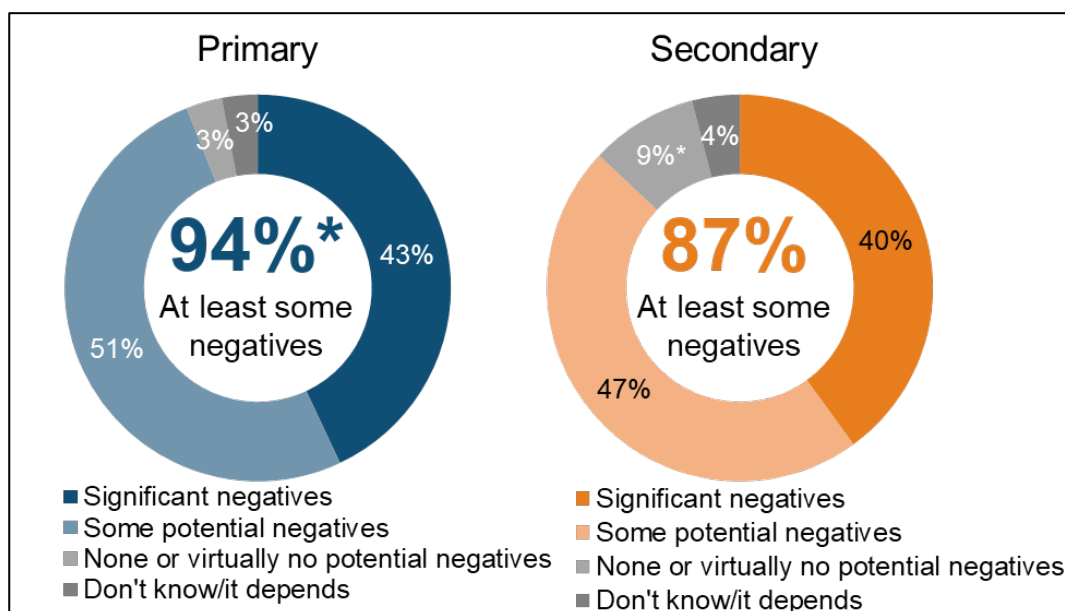 Primary
3%
3%
43%
51%
94%*
At least some
negatives
Significant negatives
Some potential negatives
None or virtually no potential negatives
Don't know/it depends
Secondary
9%*
4%
40%
47%
87%
At least some
negatives
Significant negatives
Some potential negatives
None or virtually no potential negatives
Don't know/it depends